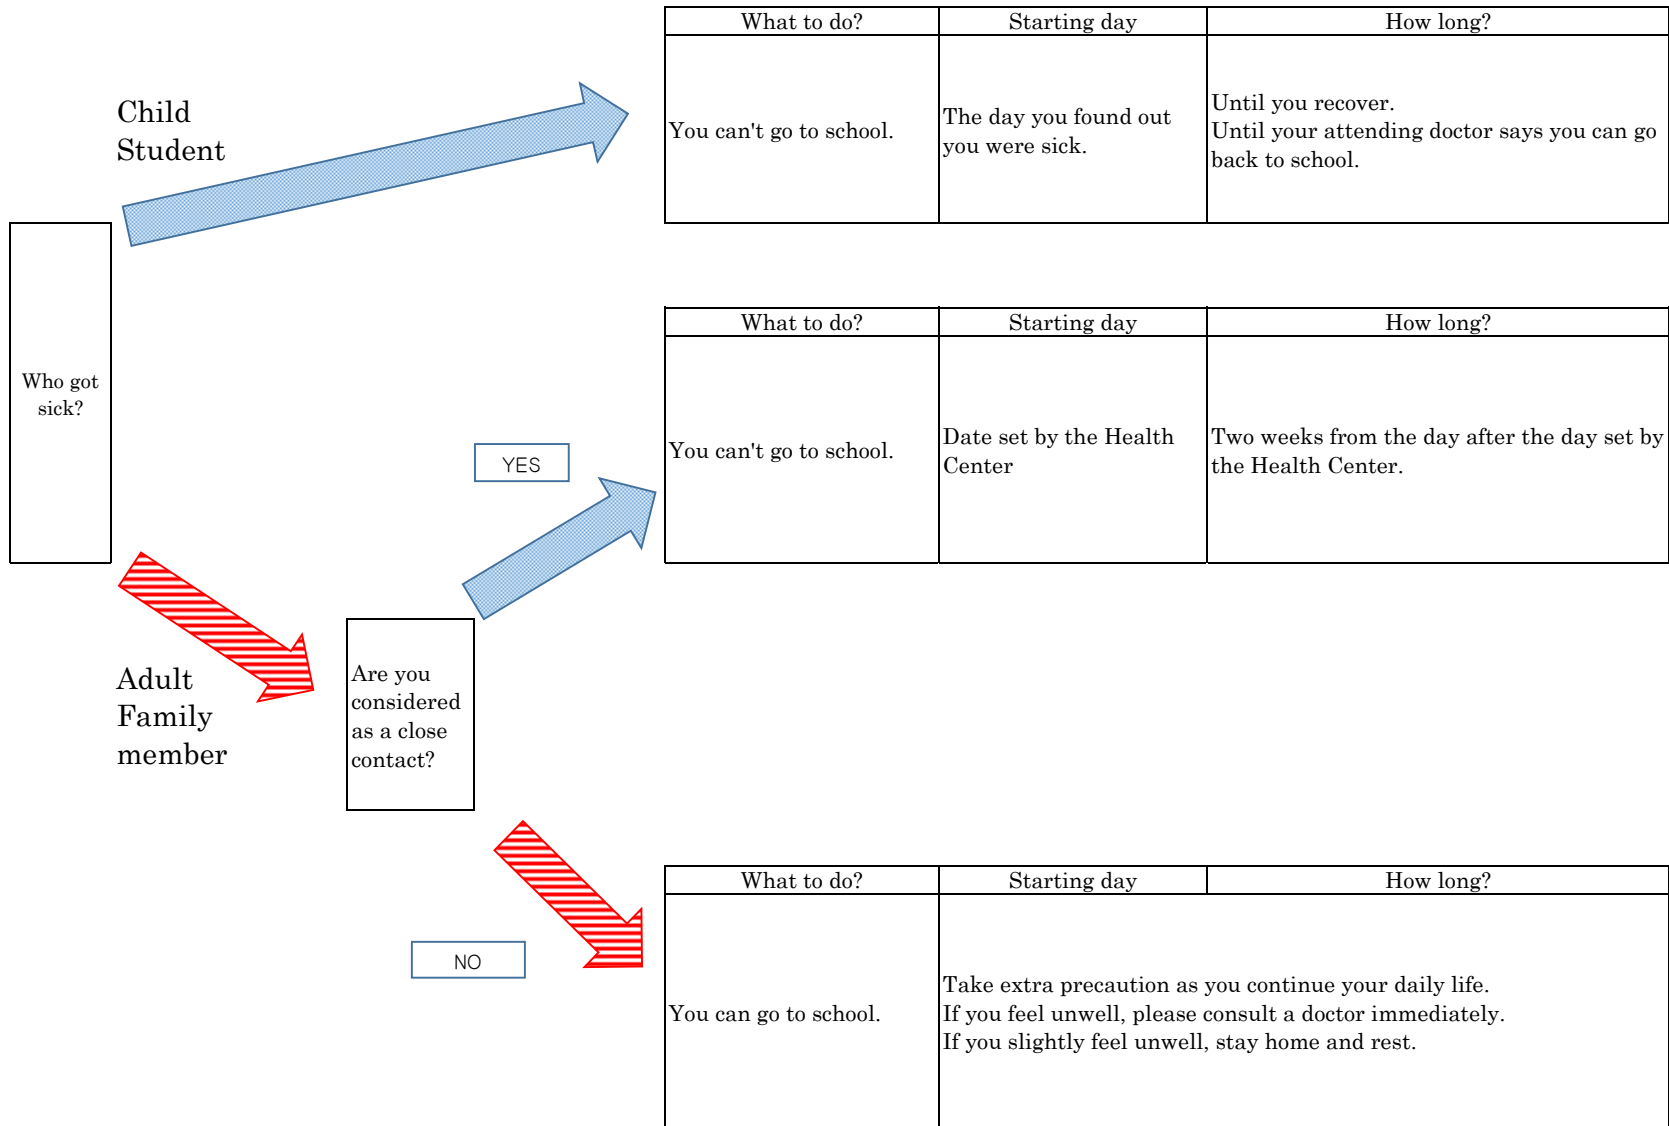 What to do? Starting day How long?
Child
Student
You can't go to school.
The day you found out
you were sick.
Until you recover.
Until your attending doctor says you can go
back to school.
Who got
sick?
What to do? Starting day How long?
YES
You can't go to school.
Date set by the Health
Center
Two weeks from the day after the day set by
the Health Center.
Adult
Family
member
Are you
considered
as a close
contact?
NO
What to do? Starting day How long?
You can go to school.
Take extra precaution as you continue your daily life.
If you feel unwell, please consult a doctor immediately.
If you slightly feel unwell, stay home and rest.